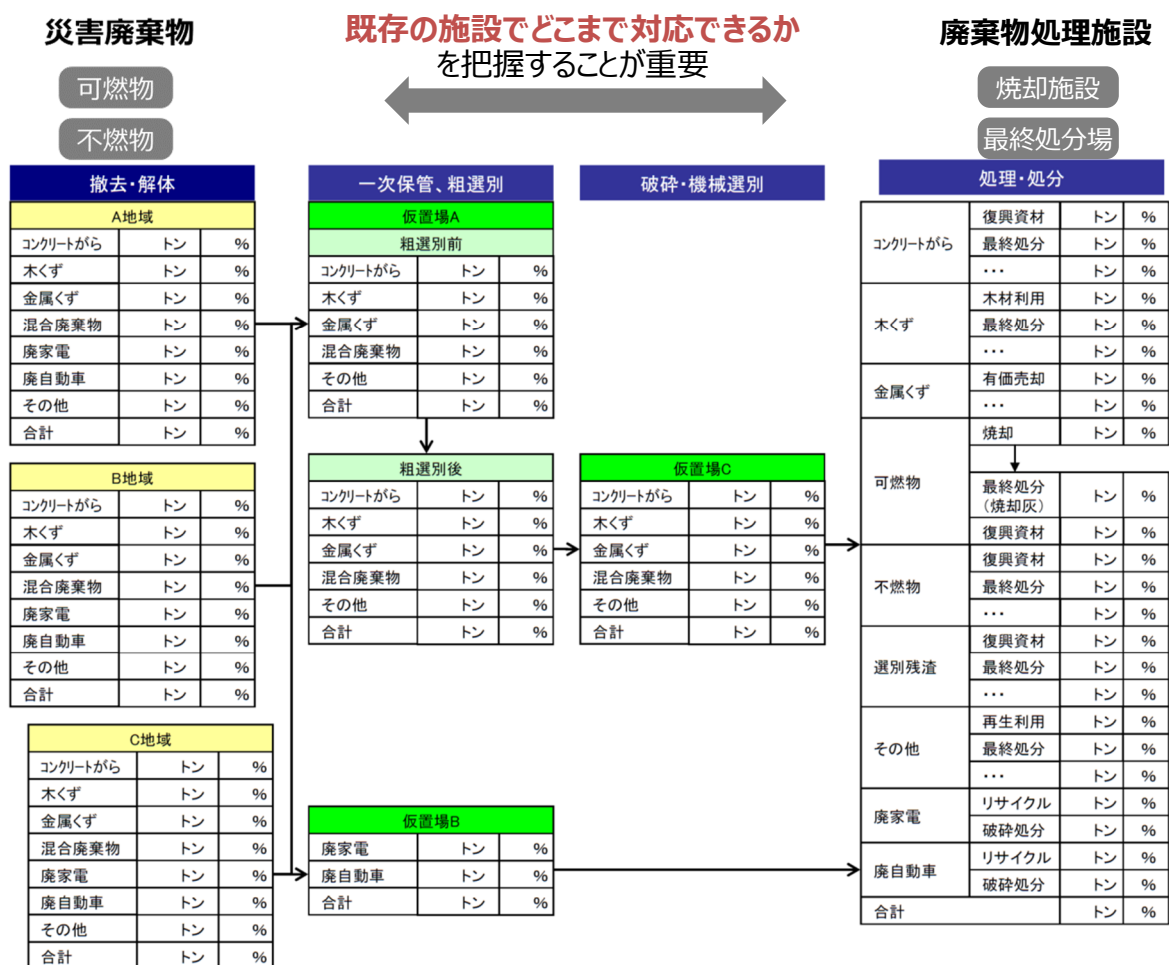 災害廃棄物
可燃物
不燃物
既存の施設でどこまで対応できるか
を把握することが重要
廃棄物処理施設
焼却施設
最終処分場
撤去・解体
A地域
コンクリートがら トン %
木くず トン %
金属くず トン %
混合廃棄物 トン %
廃家電 トン %
廃自動車 トン %
その他 トン %
合計 トン %
B地域
コンクリートがら トン %
木くず トン %
金属くず トン %
混合廃棄物 トン %
廃家電 トン %
廃自動車 トン %
その他 トン %
合計 トン %
C地域
コンクリートがら トン %
木くず トン %
金属くず トン %
混合廃棄物 トン %
廃家電 トン %
廃自動車 トン %
その他 トン %
合計 トン %
一次保管、粗選別
仮置場A
粗選別前
コンクリートがら トン %
木くず トン %
金属くず トン %
混合廃棄物 トン %
その他 トン %
合計 トン %
粗選別後
コンクリートがら トン %
木くず トン %
金属くず トン %
混合廃棄物 トン %
その他 トン %
合計 トン %
仮置場B
廃家電 トン %
廃自動車 トン %
合計 トン %
破砕・機械選別
仮置場C
コンクリートがら トン %
木くず トン %
金属くず トン %
混合廃棄物 トン %
その他 トン %
合計 トン %
処理・処分
コンクリートがら
復興資材 トン %
最終処分 トン %
・・・ トン %
木くず
木材利用 トン %
最終処分 トン %
・・・ トン %
金属くず
有価売却 トン %
・・・ トン %
可燃物
焼却 トン %
最終処分
(焼却灰) トン %
復興資材 トン %
不燃物
復興資材 トン %
最終処分 トン %
・・・ トン %
選別残渣
復興資材 トン %
最終処分 トン %
・・・ トン %
その他
再生利用 トン %
最終処分 トン %
・・・ トン %
廃家電
リサイクル トン %
破砕処分 トン %
廃自動車
リサイクル トン %
破砕処分 トン %
合計 トン %